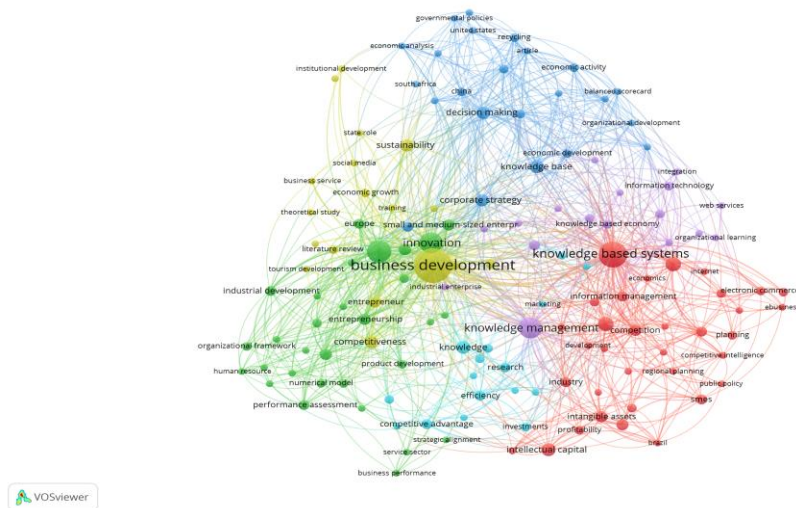 governmental policies
united states
recycling
economic analysis
article
institutional development
economic activity
south africa
china
balanced scorecard
decision making
organizational development
state role
sustainability
economic development
social media
knowledge base
integration
business service
information technology
economic growth
corporate strategy
web services
theoretical study
training
europe
small and medium-sized enterpr
knowledge based economy
literature review
innovation
organizational learning
knowledge based systems
business development
tourism development
economics
internet
industrial enterprise
industrial development
electronic commerce
information management
ebusiness
entrepreneur
marketing
entrepreneurship
knowledge management
competition
planning
organizational framework
competitiveness
knowledge
development
competitive intelligence
product development
research
regional planning
human resource
numerical model
industry
public policy
efficiency
smes
performance assessment
intangible assets
competitive advantage
investments
profitability
strategic alignment
brazil
service sector
intellectual capital
business performance
VOSviewer